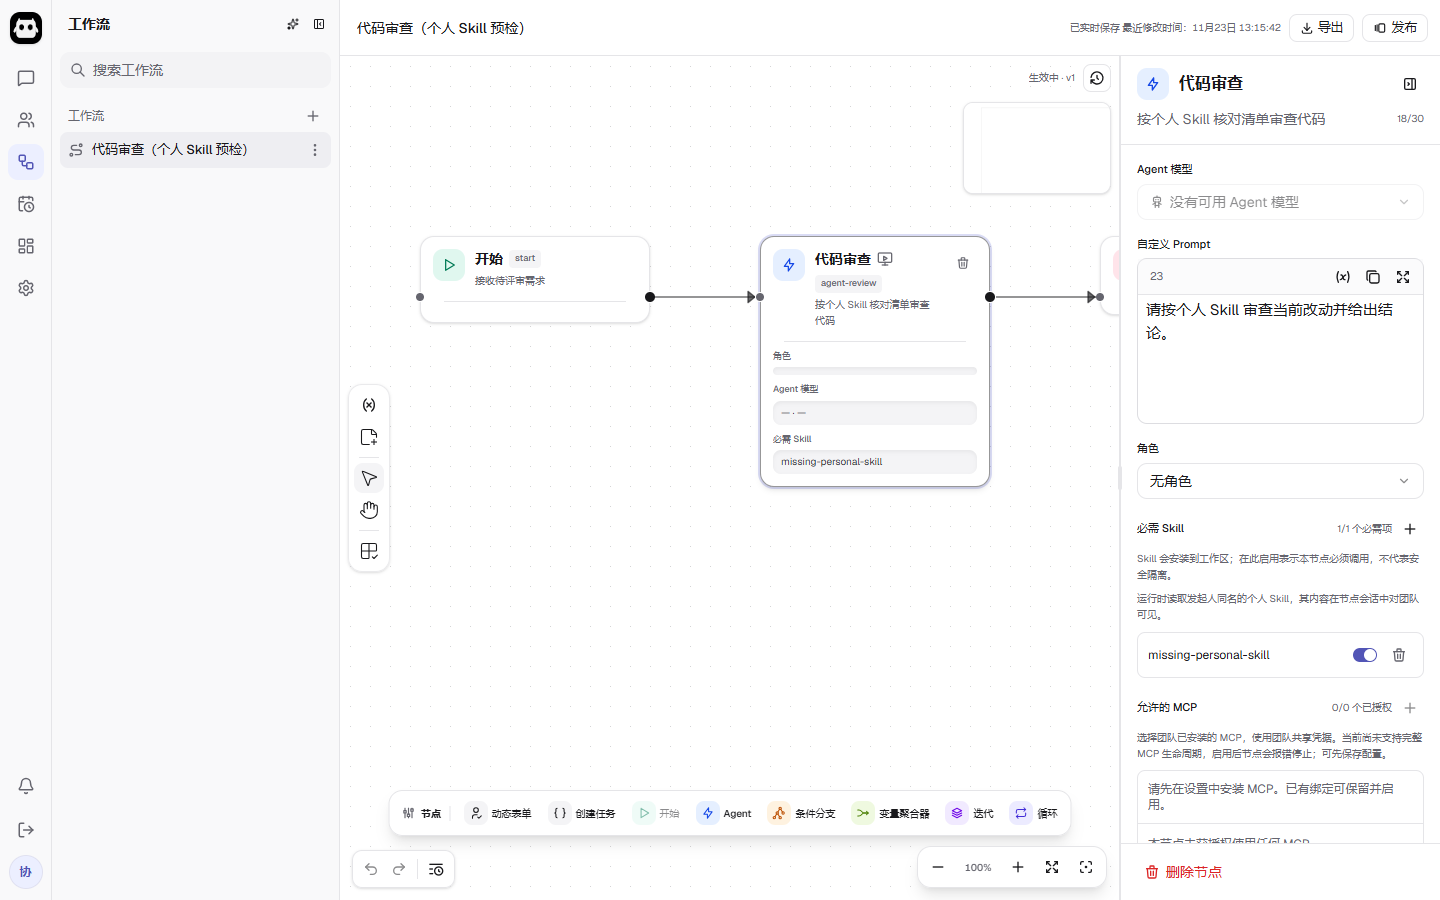 工作流
搜索工作流
工作流
代码审查（个人 Skill 预检）
协
代码审查（个人 Skill 预检）
已实时保存 最近修改时间：11月23日 13:15:42
导出
发布
生效中 · v1
开始
start
接收待评审需求
代码审查
agent-review
按个人 Skill 核对清单审查
代码
角色
Agent 模型
— · —
必需 Skill
missing-personal-skill
节点
动态表单
创建任务
开始
Agent
条件分支
变量聚合器
迭代
循环
100%
代码审查
按个人 Skill 核对清单审查代码
18/30
Agent 模型
没有可用 Agent 模型
自定义 Prompt
23
请按个人 Skill 审查当前改动并给出结
论。
角色
无角色
必需 Skill
1/1 个必需项
Skill 会安装到工作区；在此启用表示本节点必须调用，不代表安
全隔离。
运行时读取发起人同名的个人 Skill，其内容在节点会话中对团队
可见。
missing-personal-skill
允许的 MCP
0/0 个已授权
选择团队已安装的 MCP，使用团队共享凭据。当前尚未支持完整
MCP 生命周期，启用后节点会报错停止；可先保存配置。
请先在设置中安装 MCP。已有绑定可保留并启
用。
本节点未获授权使用任何 MCP
删除节点